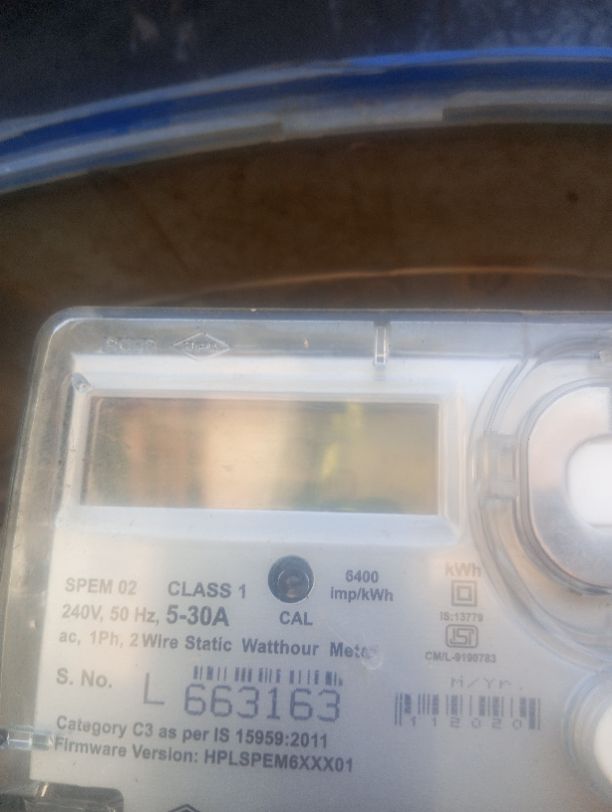 SPEM 02 CLASS 1
6400
imp/kWh
kWh
240V, 50 Hz, 5-30A
CAL
IS:13779
ac, 1Ph, 2 Wire Static Watthour Meter
CM/L-9190783
S. No. L 663163
M/Yr.
112020
Category C3 as per IS 15959:2011
Firmware Version: HPLSPEM6XXX01